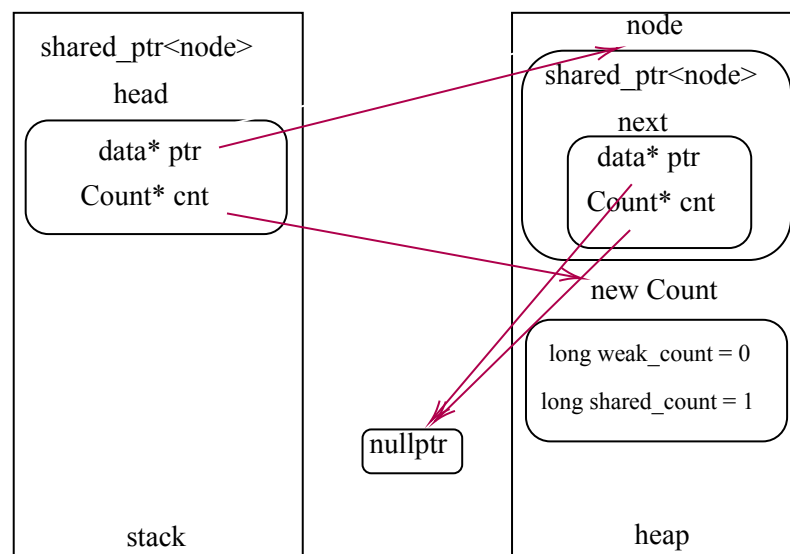 shared_ptr<node>
head
data* ptr
Count* cnt
stack
nullptr
node
shared_ptr<node>
next
data* ptr
Count* cnt
new Count
long weak_count = 0
long shared_count = 1
heap